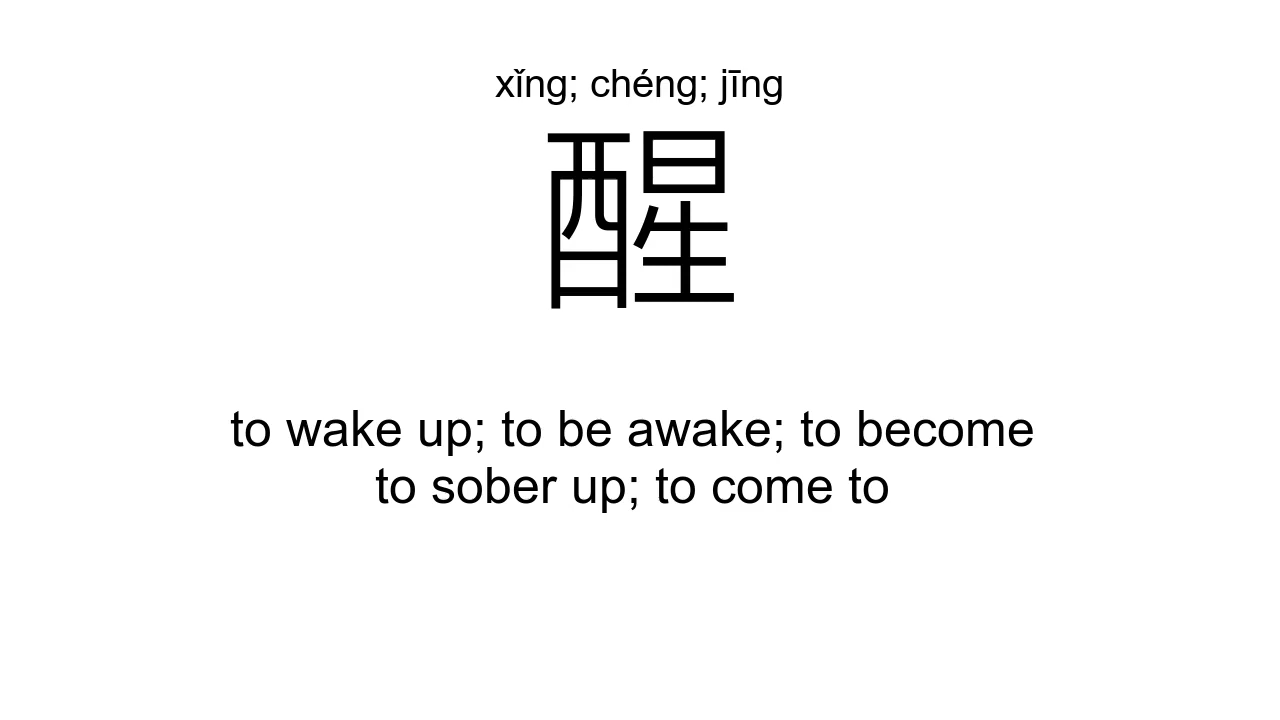 xǐng; chéng; jīng
醒
to wake up; to be awake; to become
to sober up; to come to